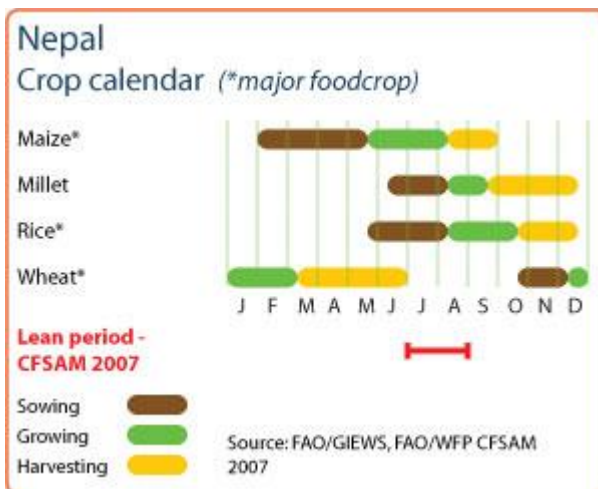 Nepal
Crop calendar (*major foodcrop)
Maize*
Millet
Rice*
Wheat*
J F M A M J J A S O N D
Lean period -
CFSAM 2007
Sowing
Growing
Harvesting
Source: FAO/GIEWS, FAO/WFP CFSAM
2007